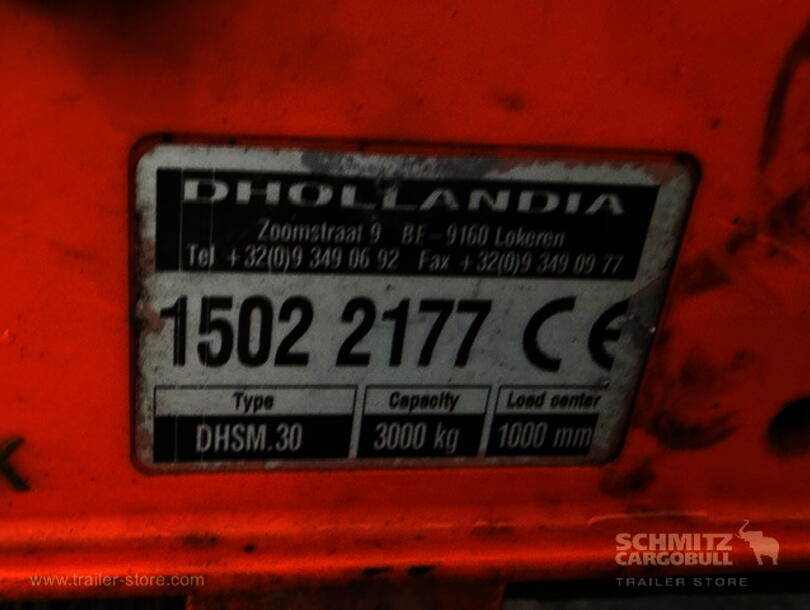 DHOLLANDIA
Zoomstraat 9 BE-9160 Lokeren
Tel +32(0)9 349 06 92 Fax +32(0)9 349 09 77
1502 2177 CE
Type Capacity Load center
DHSM.30 3000 kg 1000 mm
SCHMITZ
CARGOBULL
TRAILER STORE
www.trailer-store.com